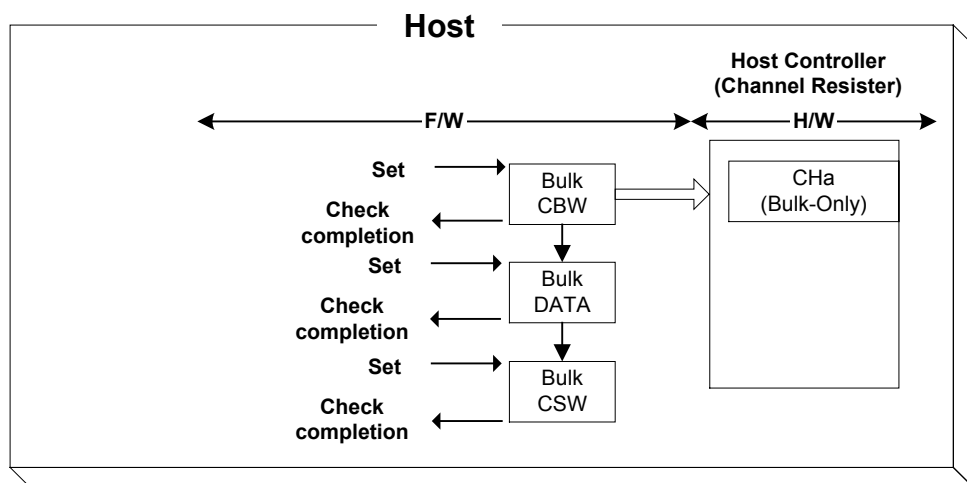 Host
Host Controller
(Channel Resister)
F/W
H/W
Set
Bulk
CBW
CHa
(Bulk-Only)
Check
completion
Set
Bulk
DATA
Check
completion
Set
Bulk
CSW
Check
completion